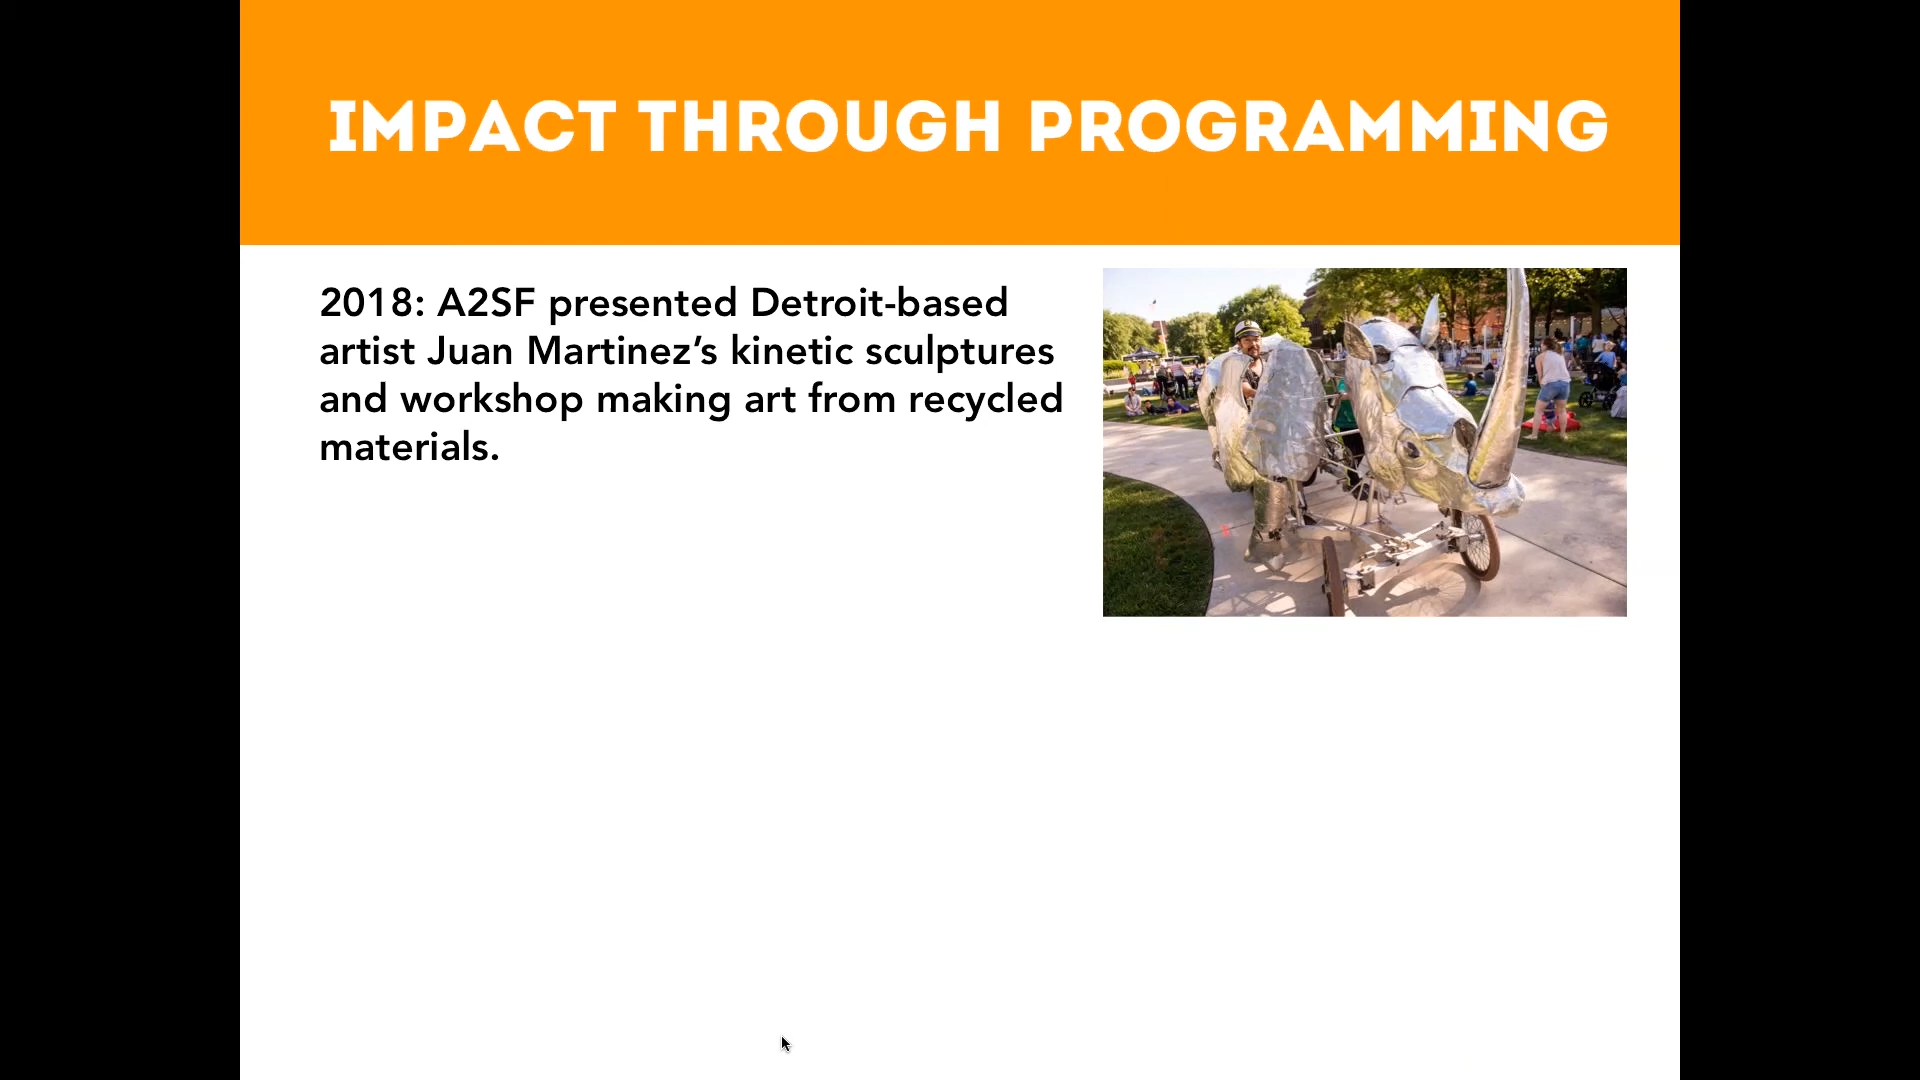 IMPACT THROUGH PROGRAMMING
2018: A2SF presented Detroit-based
artist Juan Martinez’s kinetic sculptures
and workshop making art from recycled
materials.